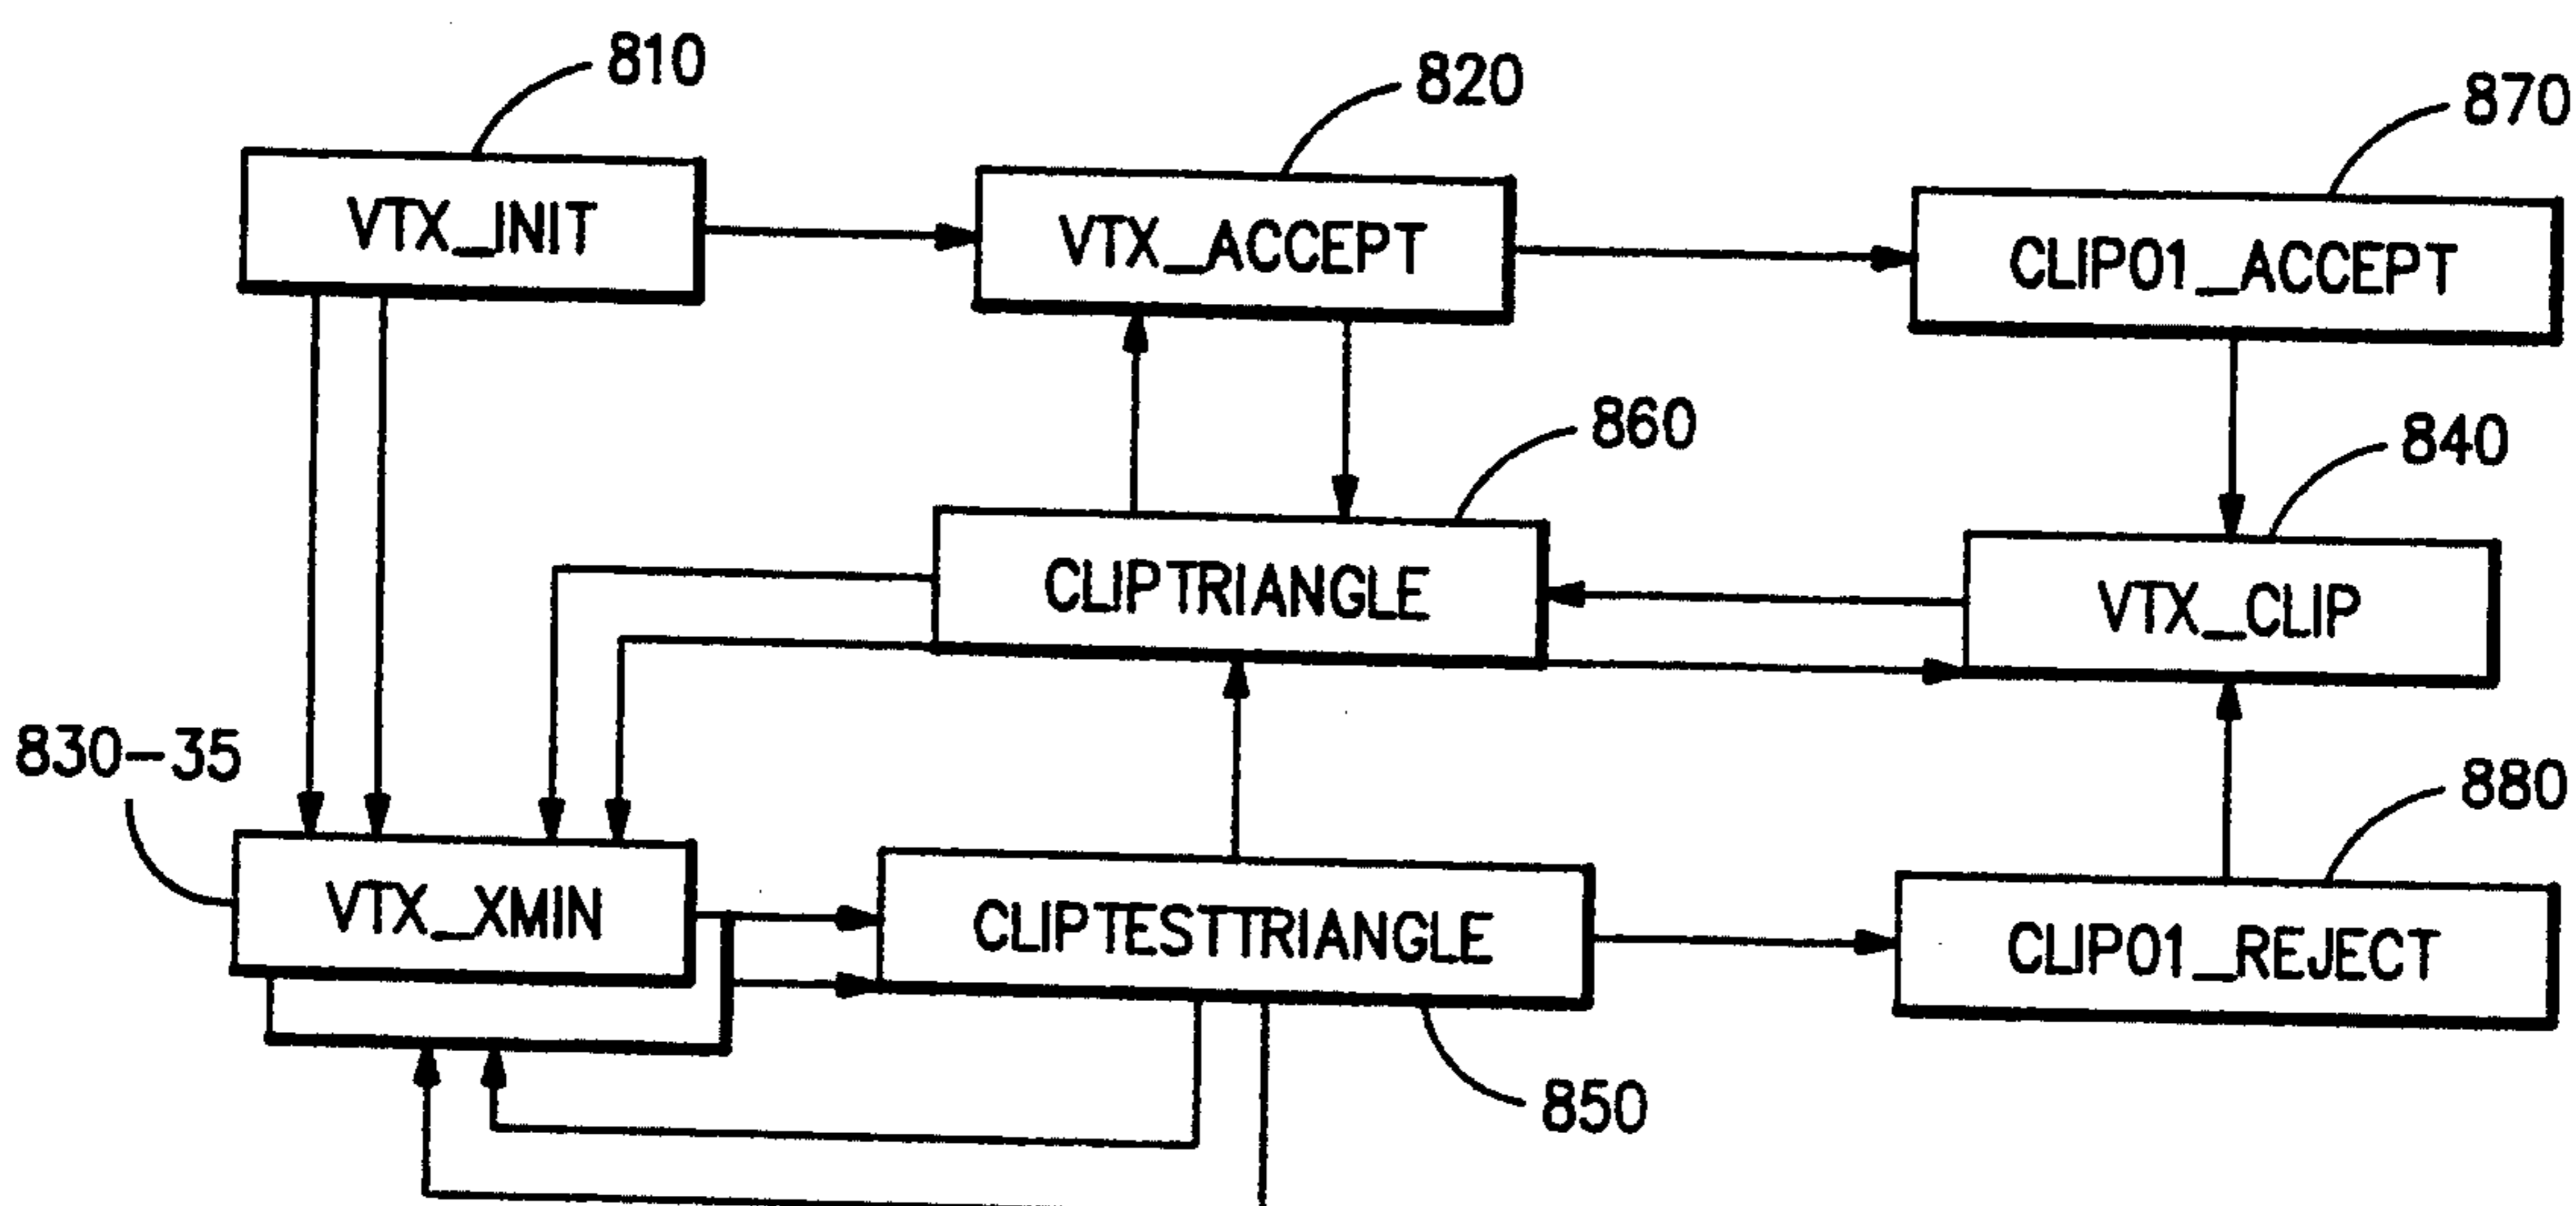 810
820
870
VTX_INIT
VTX_ACCEPT
CLIP01_ACCEPT
860
840
CLIPTRIANGLE
VTX_CLIP
830-35
880
VTX_XMIN
CLIPTESTTRIANGLE
CLIP01_REJECT
850